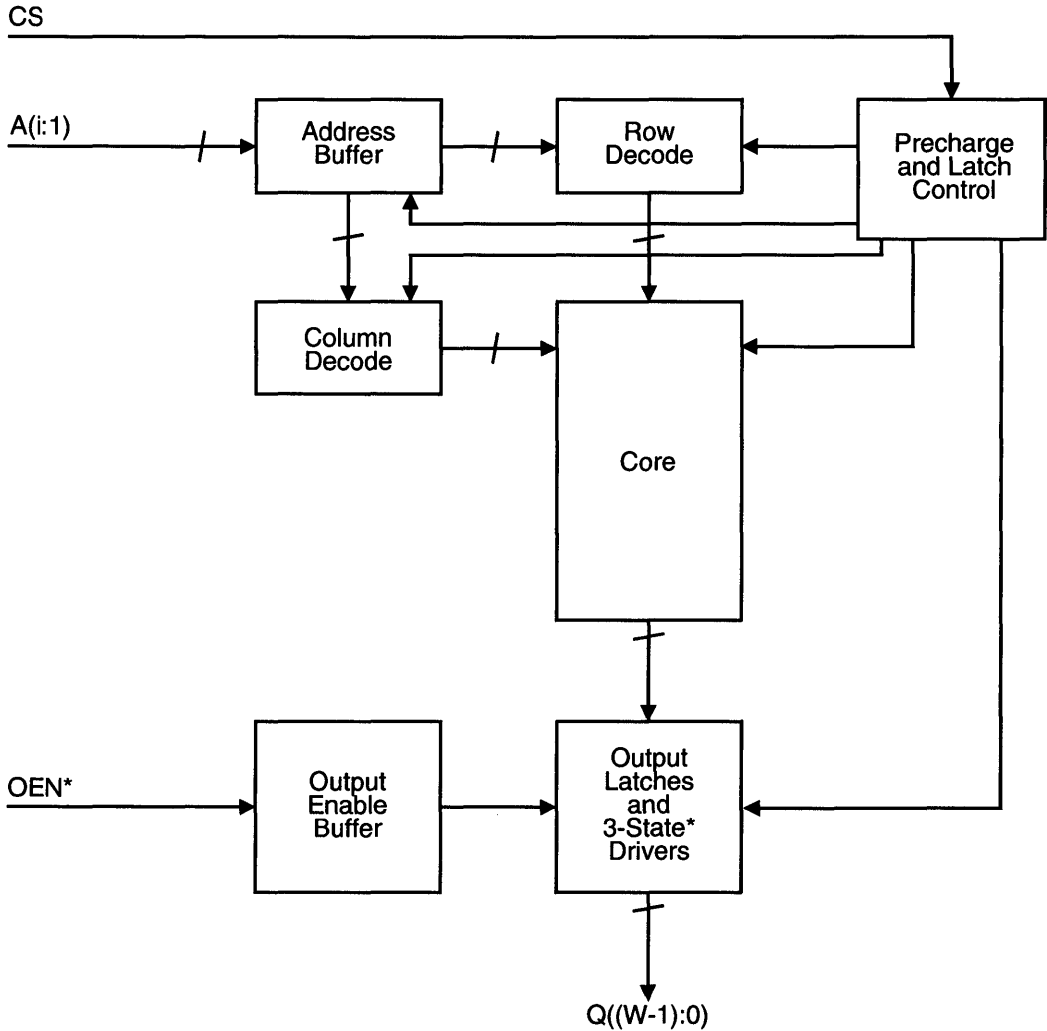 CS
A(i:1)
Address
Buffer
Row
Decode
Precharge
and Latch
Control
Column
Decode
Core
OEN*
Output
Enable
Buffer
Output
Latches
and
3-State*
Drivers
Q((W-1):0)